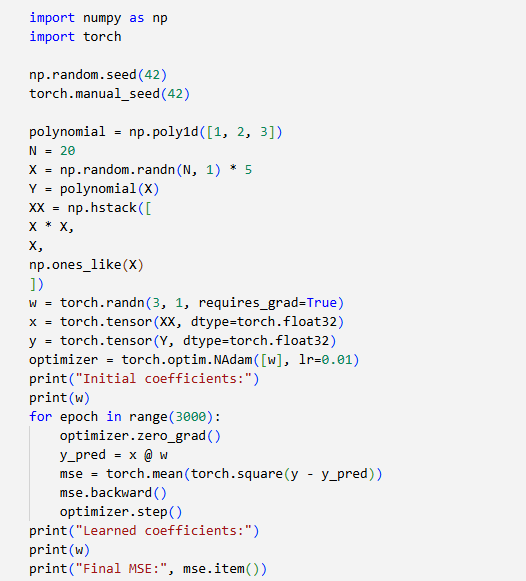 import numpy as np
import torch

np.random.seed(42)
torch.manual_seed(42)

polynomial = np.poly1d([1, 2, 3])
N = 20
X = np.random.randn(N, 1) * 5
Y = polynomial(X)
XX = np.hstack([
X * X,
X,
np.ones_like(X)
])
w = torch.randn(3, 1, requires_grad=True)
x = torch.tensor(XX, dtype=torch.float32)
y = torch.tensor(Y, dtype=torch.float32)
optimizer = torch.optim.NAdam([w], lr=0.01)
print("Initial coefficients:")
print(w)
for epoch in range(3000):
    optimizer.zero_grad()
    y_pred = x @ w
    mse = torch.mean(torch.square(y - y_pred))
    mse.backward()
    optimizer.step()
print("Learned coefficients:")
print(w)
print("Final MSE:", mse.item())